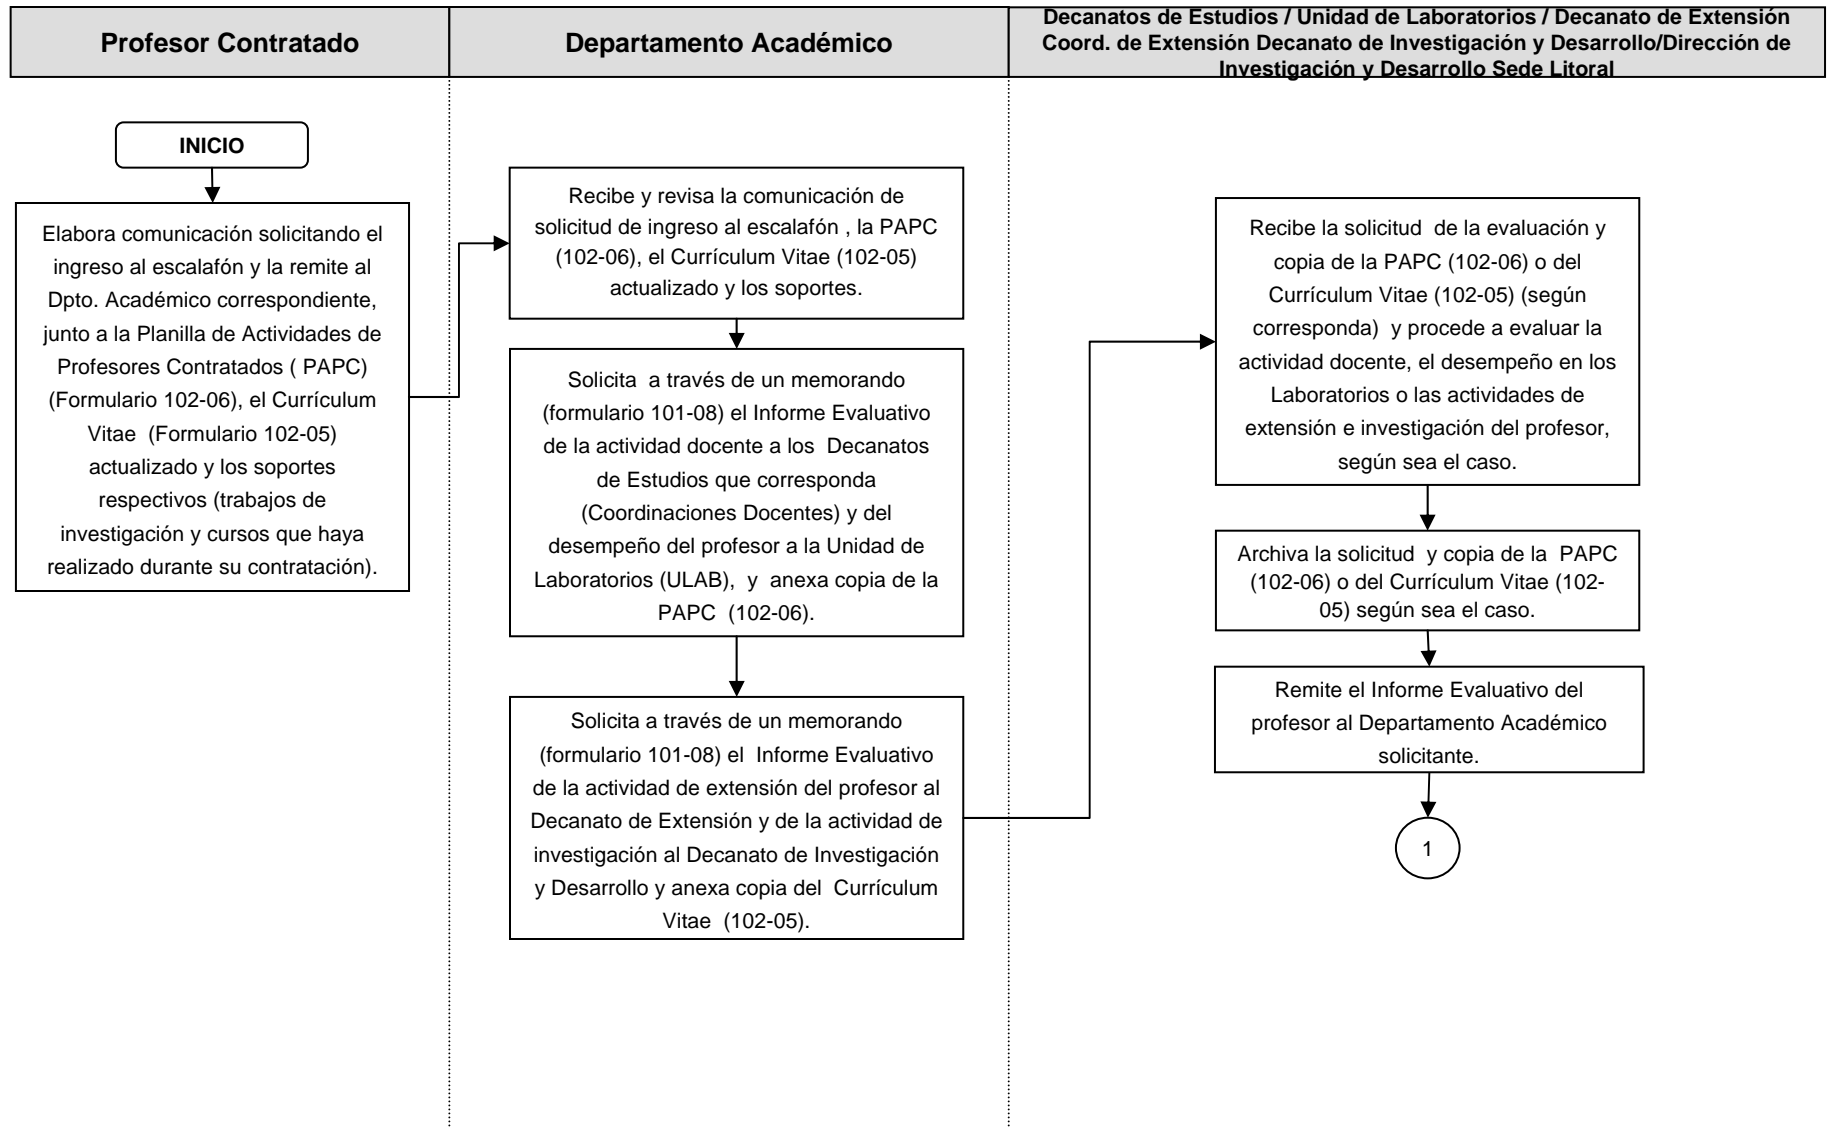 Profesor Contratado
Departamento Académico
Decanatos de Estudios / Unidad de Laboratorios / Decanato de Extensión
Coord. de Extensión Decanato de Investigación y Desarrollo/Dirección de
Investigación y Desarrollo Sede Litoral
INICIO
Elabora comunicación solicitando el
ingreso al escalafón y la remite al
Dpto. Académico correspondiente,
junto a la Planilla de Actividades de
Profesores Contratados ( PAPC)
(Formulario 102-06), el Currículum
Vitae (Formulario 102-05)
actualizado y los soportes
respectivos (trabajos de
investigación y cursos que haya
realizado durante su contratación).
Recibe y revisa la comunicación de
solicitud de ingreso al escalafón , la PAPC
(102-06), el Currículum Vitae (102-05)
actualizado y los soportes.
Solicita a través de un memorando
(formulario 101-08) el Informe Evaluativo
de la actividad docente a los Decanatos
de Estudios que corresponda
(Coordinaciones Docentes) y del
desempeño del profesor a la Unidad de
Laboratorios (ULAB), y anexa copia de la
PAPC (102-06).
Solicita a través de un memorando
(formulario 101-08) el Informe Evaluativo
de la actividad de extensión del profesor al
Decanato de Extensión y de la actividad de
investigación al Decanato de Investigación
y Desarrollo y anexa copia del Currículum
Vitae (102-05).
Recibe la solicitud de la evaluación y
copia de la PAPC (102-06) o del
Currículum Vitae (102-05) (según
corresponda) y procede a evaluar la
actividad docente, el desempeño en los
Laboratorios o las actividades de
extensión e investigación del profesor,
según sea el caso.
Archiva la solicitud y copia de la PAPC
(102-06) o del Currículum Vitae (102-
05) según sea el caso.
Remite el Informe Evaluativo del
profesor al Departamento Académico
solicitante.
1